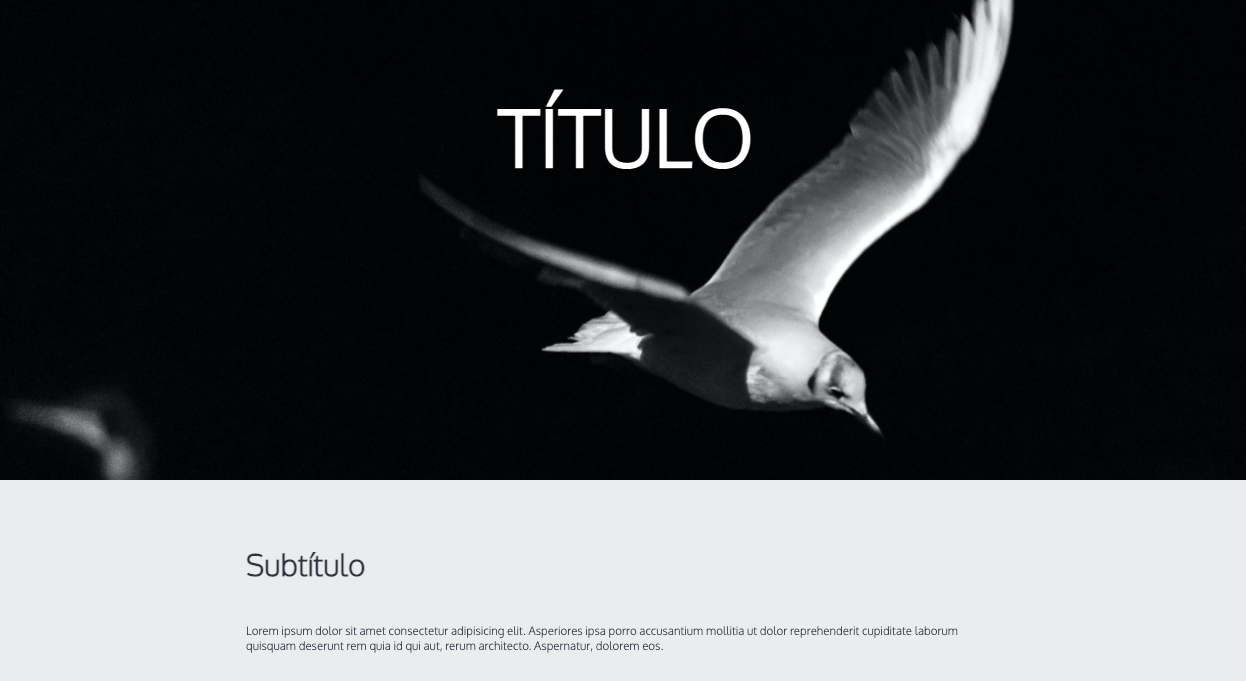 TÍTULO
Subtítulo
Lorem ipsum dolor sit amet consectetur adipisicing elit. Asperiores ipsa porro accusantium mollitia ut dolor reprehenderit cupiditate laborum
quisquam deserunt rem quia id qui aut, rerum architecto. Aspernatur, dolorem eos.